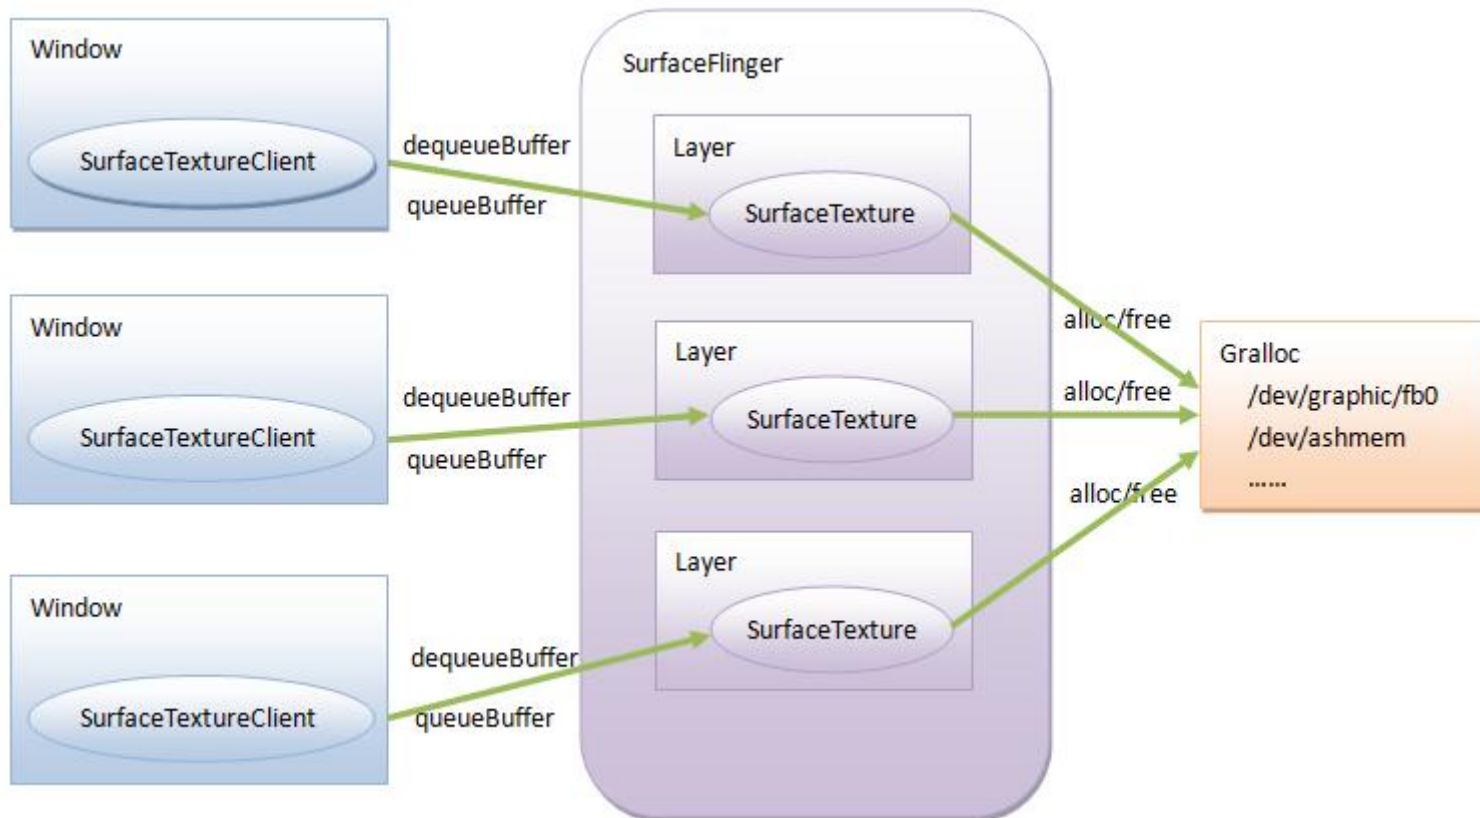 Window
SurfaceTextureClient
dequeueBuffer
queueBuffer
Window
SurfaceTextureClient
dequeueBuffer
queueBuffer
Window
SurfaceTextureClient
dequeueBuffer
queueBuffer
SurfaceFlinger
Layer
SurfaceTexture
Layer
SurfaceTexture
Layer
SurfaceTexture
alloc/free
alloc/free
alloc/free
Gralloc
/dev/graphic/fb0
/dev/ashmem
......